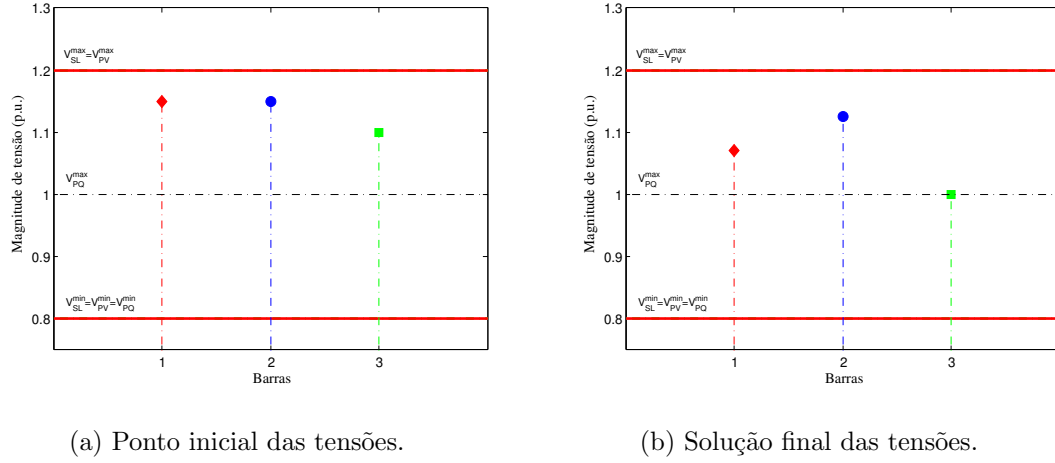 1.3
V_SL^max=V_PV^max
1.2
1.1
V_PQ^max
1
0.9
V_SL^min=V_PV^min=V_PQ^min
0.8
Magnitude de tensão (p.u.)
1 2 3
Barras
(a) Ponto inicial das tensões.
1.3
V_SL^max=V_PV^max
1.2
1.1
V_PQ^max
1
0.9
V_SL^min=V_PV^min=V_PQ^min
0.8
Magnitude de tensão (p.u.)
1 2 3
Barras
(b) Solução final das tensões.